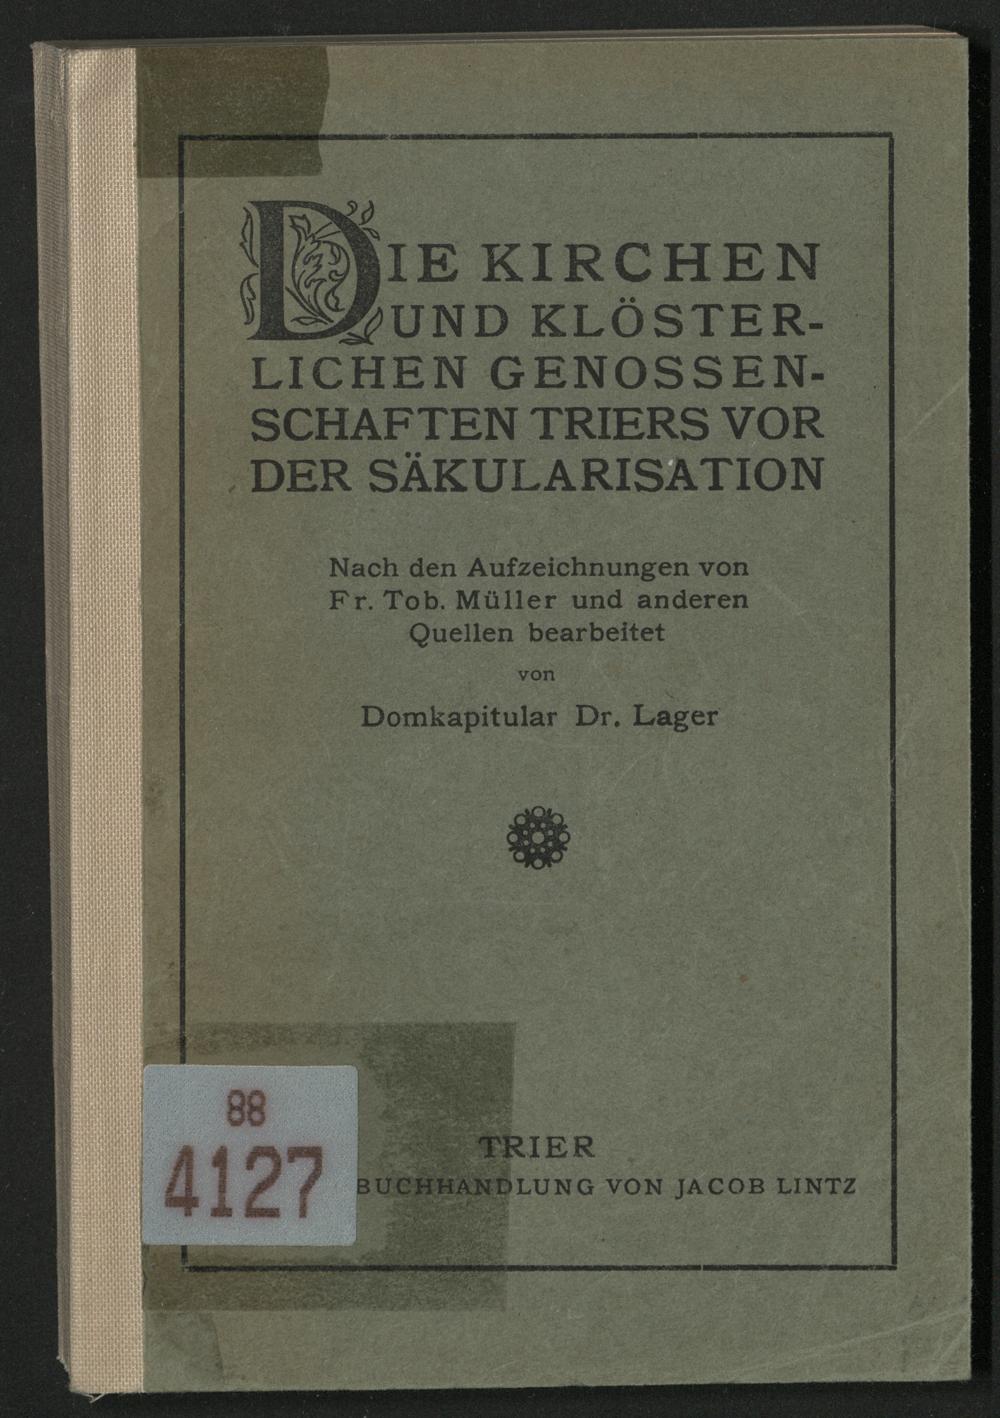 DIE KIRCHEN
UND KLÖSTER-
LICHEN GENOSSEN-
SCHAFTEN TRIERS VOR
DER SÄKULARISATION
Nach den Aufzeichnungen von
Fr. Tob. Müller und anderen
Quellen bearbeitet
von
Domkapitular Dr. Lager
88
4127
TRIER
BUCHHANDLUNG VON JACOB LINTZ